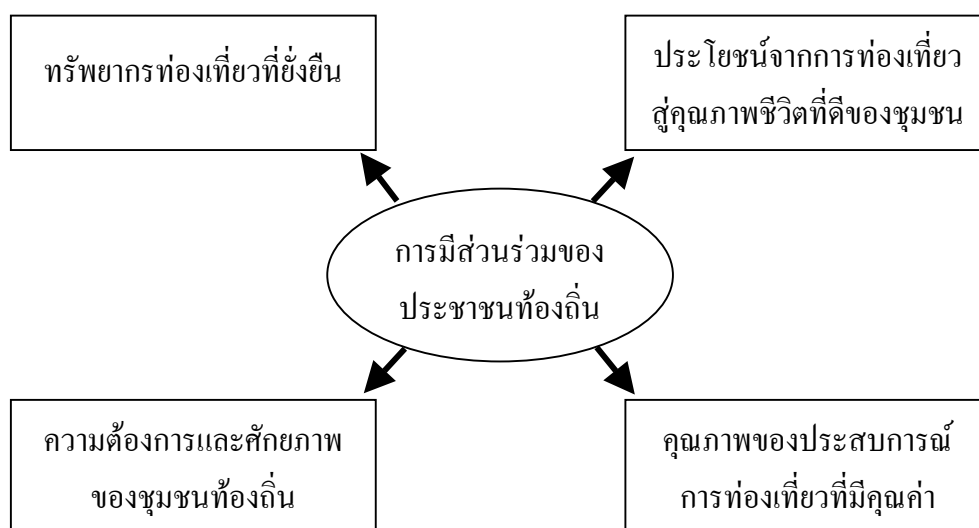 ทรัพยากรท่องเที่ยวที่ยั่งยืน
ประโยชน์จากการท่องเที่ยว
สู่คุณภาพชีวิตที่ดีของชุมชน
การมีส่วนร่วมของ
ประชาชนท้องถิ่น
ความต้องการและศักยภาพ
ของชุมชนท้องถิ่น
คุณภาพของประสบการณ์
การท่องเที่ยวที่มีคุณค่า